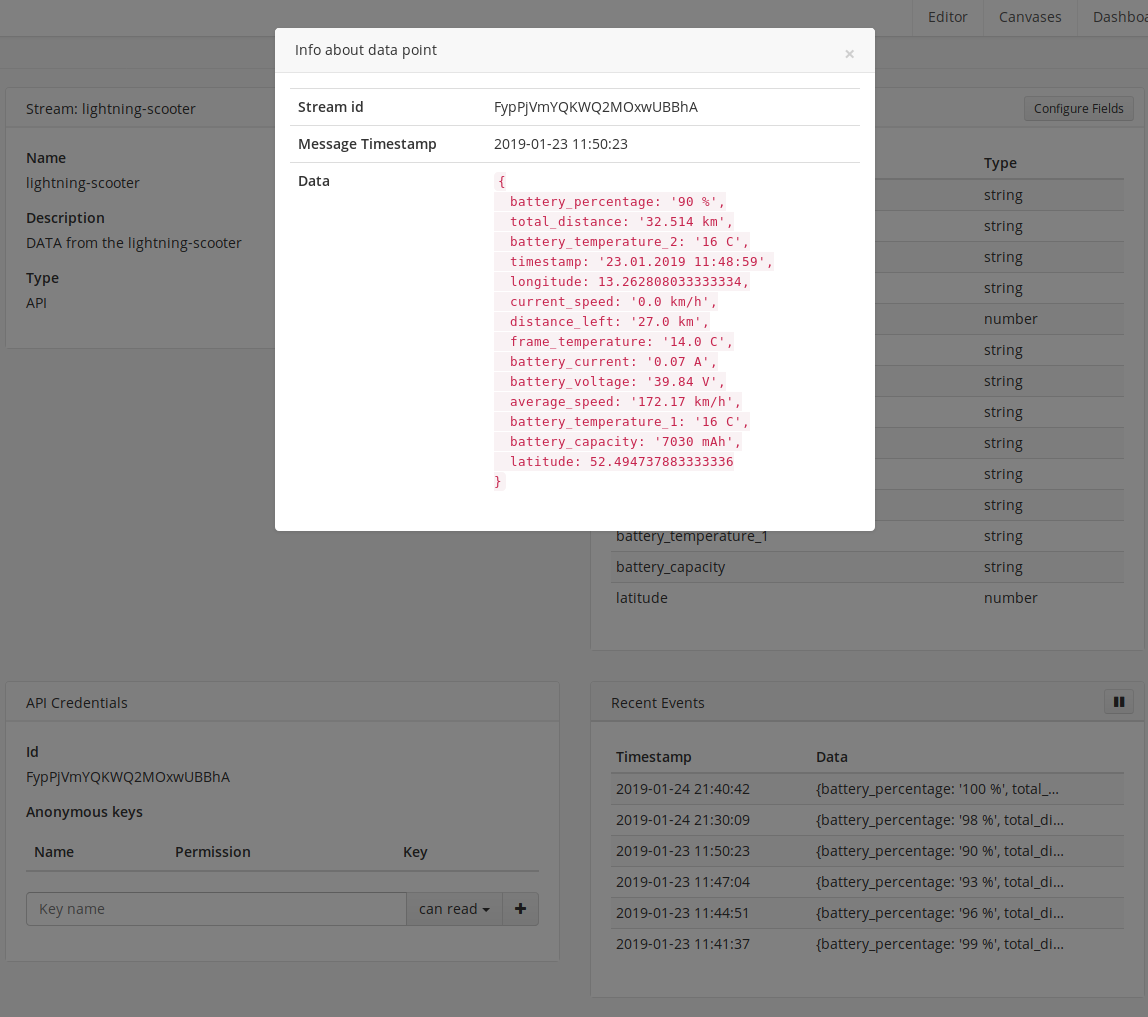 Editor
Canvases
Dashboa
Info about data point
×
Stream id
FypPjVmYQKWQ2MOxwUBBhA
Message Timestamp
2019-01-23 11:50:23
Data
{
battery_percentage: '90 %',
total_distance: '32.514 km',
battery_temperature_2: '16 C',
timestamp: '23.01.2019 11:48:59',
longitude: 13.262808033333334,
current_speed: '0.0 km/h',
distance_left: '27.0 km',
frame_temperature: '14.0 C',
battery_current: '0.07 A',
battery_voltage: '39.84 V',
average_speed: '172.17 km/h',
battery_temperature_1: '16 C',
battery_capacity: '7030 mAh',
latitude: 52.494737883333336
}
Stream: lightning-scooter
Name
lightning-scooter
Description
DATA from the lightning-scooter
Type
API
Configure Fields
Type
string
string
string
string
number
string
string
string
string
string
string
battery_temperature_1 string
battery_capacity string
latitude number
API Credentials
Id
FypPjVmYQKWQ2MOxwUBBhA
Anonymous keys
Name Permission Key
Key name
can read
+
Recent Events
Timestamp Data
2019-01-24 21:40:42 {battery_percentage: '100 %', total_...
2019-01-24 21:30:09 {battery_percentage: '98 %', total_di...
2019-01-23 11:50:23 {battery_percentage: '90 %', total_di...
2019-01-23 11:47:04 {battery_percentage: '93 %', total_di...
2019-01-23 11:44:51 {battery_percentage: '96 %', total_di...
2019-01-23 11:41:37 {battery_percentage: '99 %', total_di...